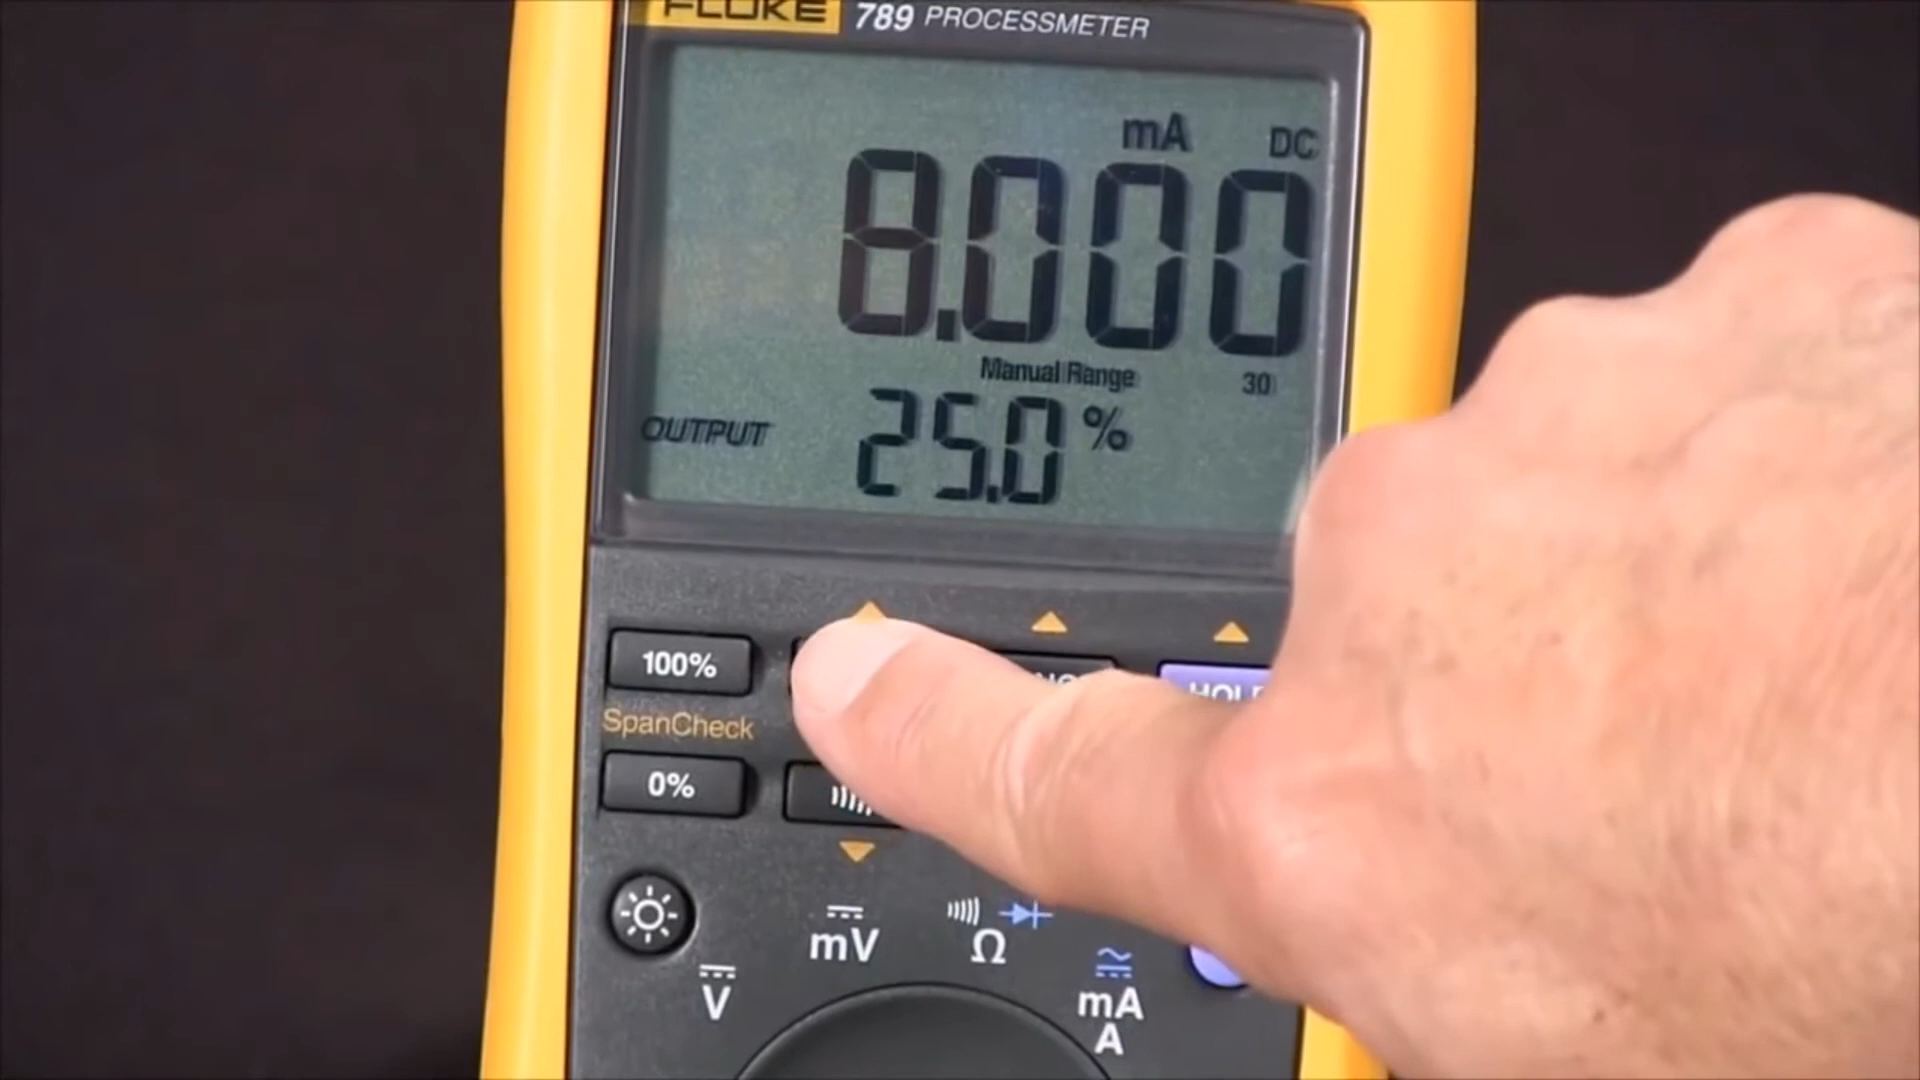 FLUKE 789 PROCESSMETER
mA DC
8.000
Manual Range 30
OUTPUT 25.0 %
100%
SpanCheck
0%
mV
Ω
V
mA
A